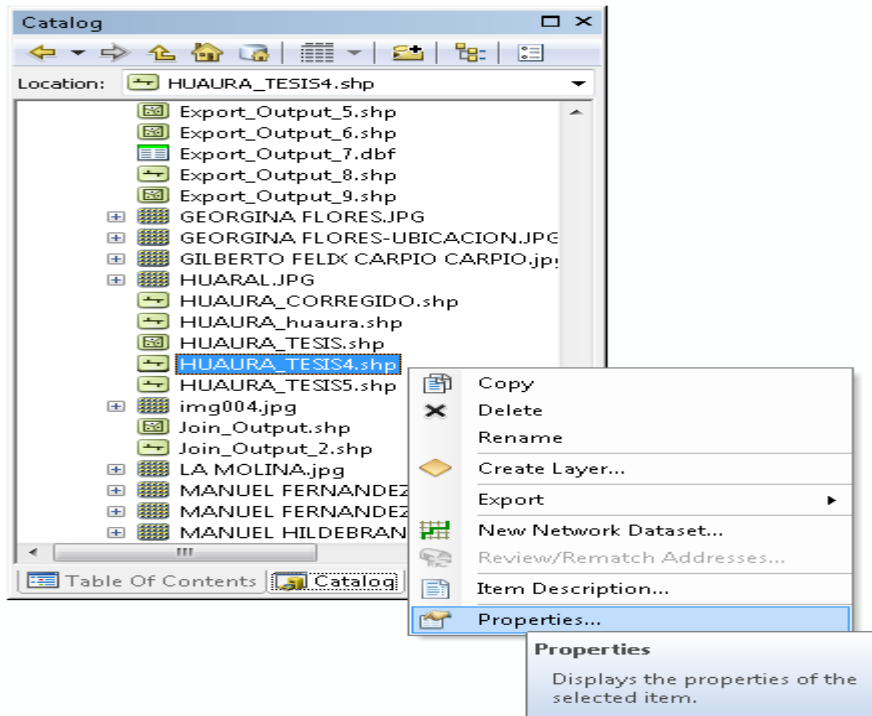 Catalog
Location: HUAURA_TESIS4.shp
Export_Output_5.shp
Export_Output_6.shp
Export_Output_7.dbf
Export_Output_8.shp
Export_Output_9.shp
GEORGINA FLORES.JPG
GEORGINA FLORES-UBICACION.JPG
GILBERTO FELIX CARPIO CARPIO.jp
HUARAL.JPG
HUAURA_CORREGIDO.shp
HUAURA_huaura.shp
HUAURA_TESIS.shp
HUAURA_TESIS4.shp
HUAURA_TESIS5.shp
img004.jpg
Join_Output.shp
Join_Output_2.shp
LA MOLINA.jpg
MANUEL FERNANDEZ
MANUEL FERNANDEZ
MANUEL HILDEBRAN
Table Of Contents Catalog
Copy
Delete
Rename
Create Layer...
Export
New Network Dataset...
Review/Rematch Addresses...
Item Description...
Properties...
Properties
Displays the properties of the
selected item.